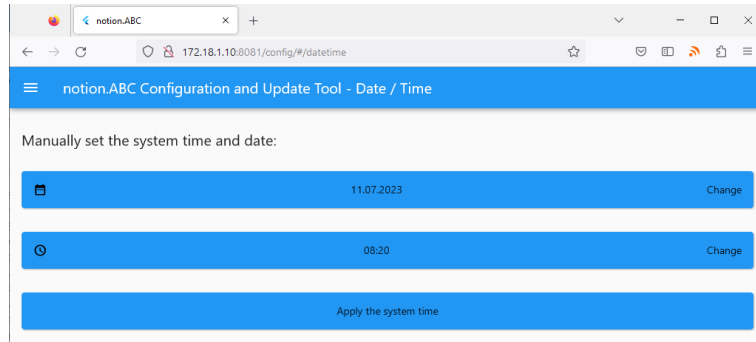 notion.ABC
172.18.1.10:8081/config/#/datetime
notion.ABC Configuration and Update Tool - Date / Time
Manually set the system time and date:
11.07.2023 Change
08:20 Change
Apply the system time